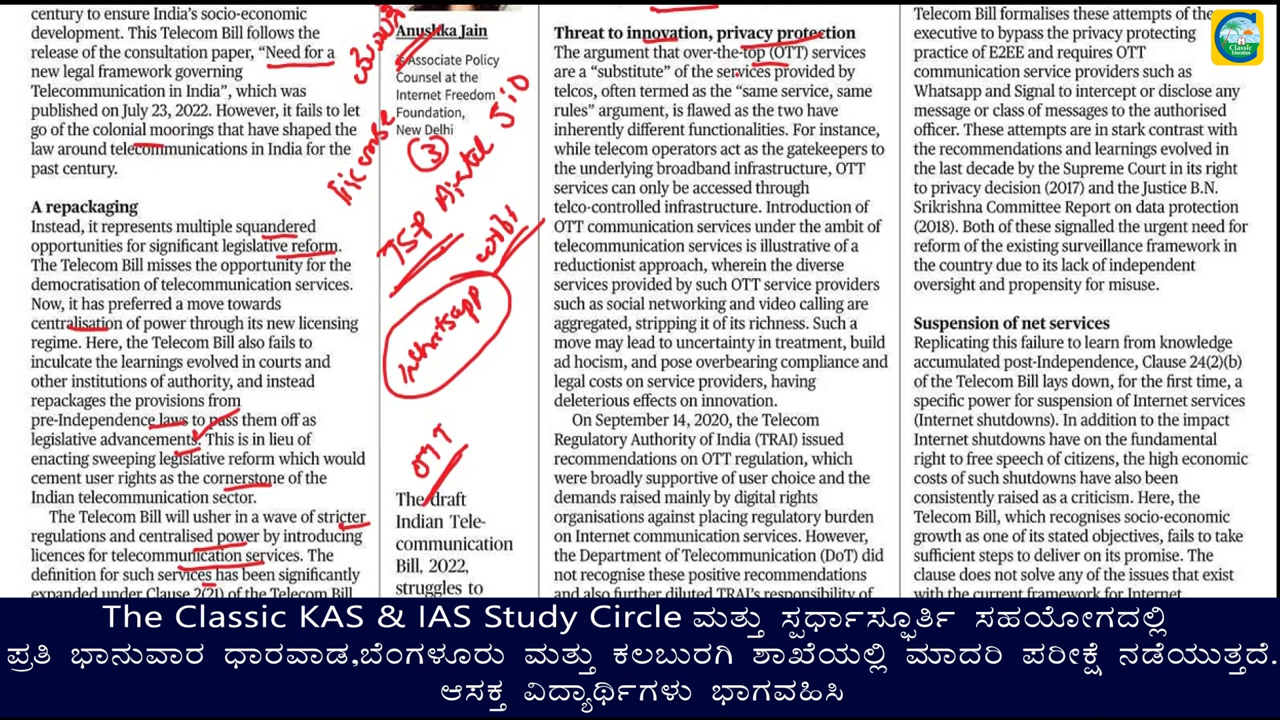 century to ensure India's socio-economic
development. This Telecom Bill follows the
release of the consultation paper, “Need for a
new legal framework governing
Telecommunication in India”, which was
published on July 23, 2022. However, it fails to let
go of the colonial moorings that have shaped the
law around telecommunications in India for the
past century.
A repackaging
Instead, it represents multiple squandered
opportunities for significant legislative reform.
The Telecom Bill misses the opportunity for the
democratisation of telecommunication services.
Now, it has preferred a move towards
centralisation of power through its new licensing
regime. Here, the Telecom Bill also fails to
inculcate the learnings evolved in courts and
other institutions of authority, and instead
repackages the provisions from
pre-Independence laws to pass them off as
legislative advancements. This is in lieu of
enacting sweeping legislative reform which would
cement user rights as the cornerstone of the
Indian telecommunication sector.
The Telecom Bill will usher in a wave of stricter
regulations and centralised power by introducing
licences for telecommunication services. The
definition for such services has been significantly
expanded under Clause 2(21) of the Telecom Bill
Anushka Jain
is Associate Policy
Counsel at the
Internet Freedom
Foundation,
New Delhi
3
License
TSP Airtel Jio
Whatsapp
OTT
The draft
Indian Tele-
communication
Bill, 2022,
struggles to
Threat to innovation, privacy protection
The argument that over-the-top (OTT) services
are a “substitute” of the services provided by
telcos, often termed as the “same service, same
rules” argument, is flawed as the two have
inherently different functionalities. For instance,
while telecom operators act as the gatekeepers to
the underlying broadband infrastructure, OTT
services can only be accessed through
telco-controlled infrastructure. Introduction of
OTT communication services under the ambit of
telecommunication services is illustrative of a
reductionist approach, wherein the diverse
services provided by such OTT service providers
such as social networking and video calling are
aggregated, stripping it of its richness. Such a
move may lead to uncertainty in treatment, build
ad hocism, and pose overbearing compliance and
legal costs on service providers, having
deleterious effects on innovation.
On September 14, 2020, the Telecom
Regulatory Authority of India (TRAI) issued
recommendations on OTT regulation, which
were broadly supportive of user choice and the
demands raised mainly by digital rights
organisations against placing regulatory burden
on Internet communication services. However,
the Department of Telecommunication (DoT) did
not recognise these positive recommendations
and also further diluted TRAI's responsibility of
Telecom Bill formalises these attempts of the
executive to bypass the privacy protecting
practice of E2EE and requires OTT
communication service providers such as
Whatsapp and Signal to intercept or disclose any
message or class of messages to the authorised
officer. These attempts are in stark contrast with
the recommendations and learnings evolved in
the last decade by the Supreme Court in its right
to privacy decision (2017) and the Justice B.N.
Srikrishna Committee Report on data protection
(2018). Both of these signalled the urgent need for
reform of the existing surveillance framework in
the country due to its lack of independent
oversight and propensity for misuse.
Suspension of net services
Replicating this failure to learn from knowledge
accumulated post-Independence, Clause 24(2)(b)
of the Telecom Bill lays down, for the first time, a
specific power for suspension of Internet services
(Internet shutdowns). In addition to the impact
Internet shutdowns have on the fundamental
right to free speech of citizens, the high economic
costs of such shutdowns have also been
consistently raised as a criticism. Here, the
Telecom Bill, which recognises socio-economic
growth as one of its stated objectives, fails to take
sufficient steps to deliver on its promise. The
clause does not solve any of the issues that exist
with the current framework for Internet
Classic
Education
The Classic KAS & IAS Study Circle ಮತ್ತು ಸ್ಪರ್ಧಾಸ್ಫೂರ್ತಿ ಸಹಯೋಗದಲ್ಲಿ
ಪ್ರತಿ ಭಾನುವಾರ ಧಾರವಾಡ,ಬೆಂಗಳೂರು ಮತ್ತು ಕಲಬುರಗಿ ಶಾಖೆಯಲ್ಲಿ ಮಾದರಿ ಪರೀಕ್ಷೆ ನಡೆಯುತ್ತದೆ.
ಆಸಕ್ತ ವಿದ್ಯಾರ್ಥಿಗಳು ಭಾಗವಹಿಸಿ